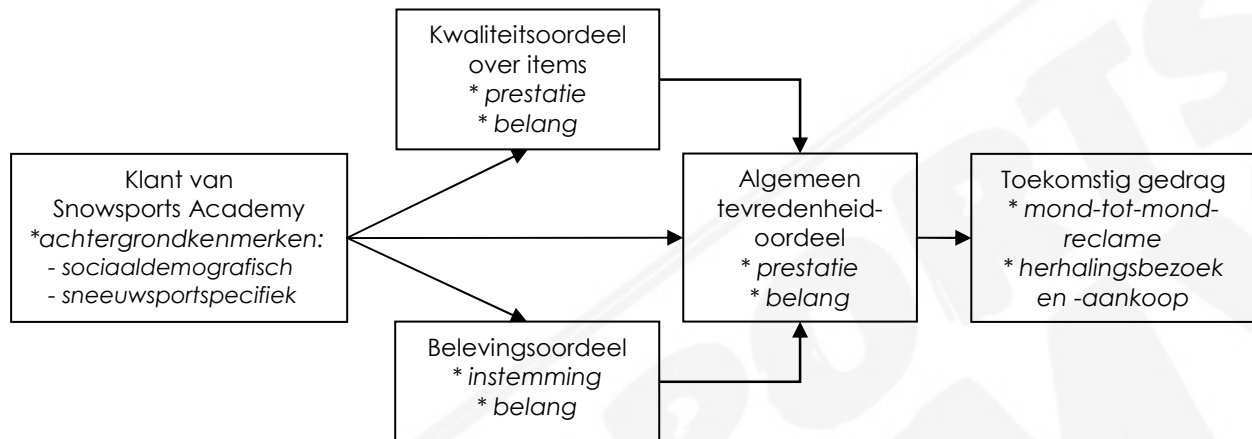 Kwaliteitsoordeel
over items
* prestatie
* belang
Klant van
Snowsports Academy
*achtergrondkenmerken:
- sociaaldemografisch
- sneeuwsportspecifiek
Algemeen
tevredenheid-
oordeel
* prestatie
* belang
Toekomstig gedrag
* mond-tot-mond-
reclame
* herhalingsbezoek
en -aankoop
Belevingsoordeel
* instemming
* belang